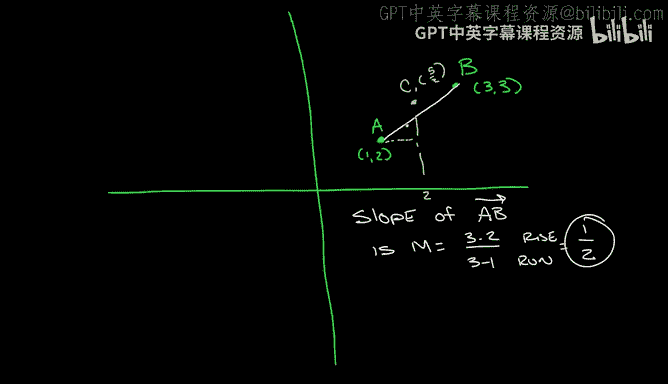 GPT中英字幕课程资源@bilibili.com
GPT中英字幕课程资源 bilibili
C, (5/2)
B
(3,3)
A
(1,2)
2
SLOPE of AB
is M = 3-2 RISE
3-1 RUN
= 1/2